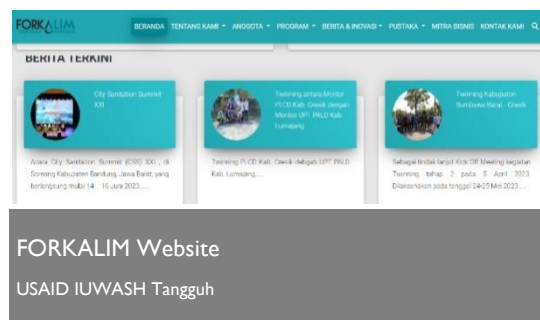 FORKALIM
BERANDA TENTANG KAMI ANGGOTA PROGRAM BERITA & INOVASI PUSTAKA MITRA BISNIS KONTAK KAMI
BERITA TERKINI
City Sanitation Summit
XXI
Acara City Sanitation Summit (CSS) XXI , di
Soreang Kabupaten Bandung, Jawa Barat, yang
berlangsung mulai 14 16 Juni 2023.....
Twinning antara Mentor
PLCD Kab. Gresik dengan
Mentee UPT PALD Kab.
Lumajang
Twinning PLCD Kab. Gresik dengan UPT PALD
Kab. Lumajang.....
Twinning Kabupaten
Sumbawa Barat Gresik
Sebagai tindak lanjut Kick Off Meeting kegiatan
Twinning tahap 2 pada 5 April 2023.
Dilaksanakan pada tanggal 24-25 Mei 2023.....
FORKALIM Website
USAID IUWASH Tangguh